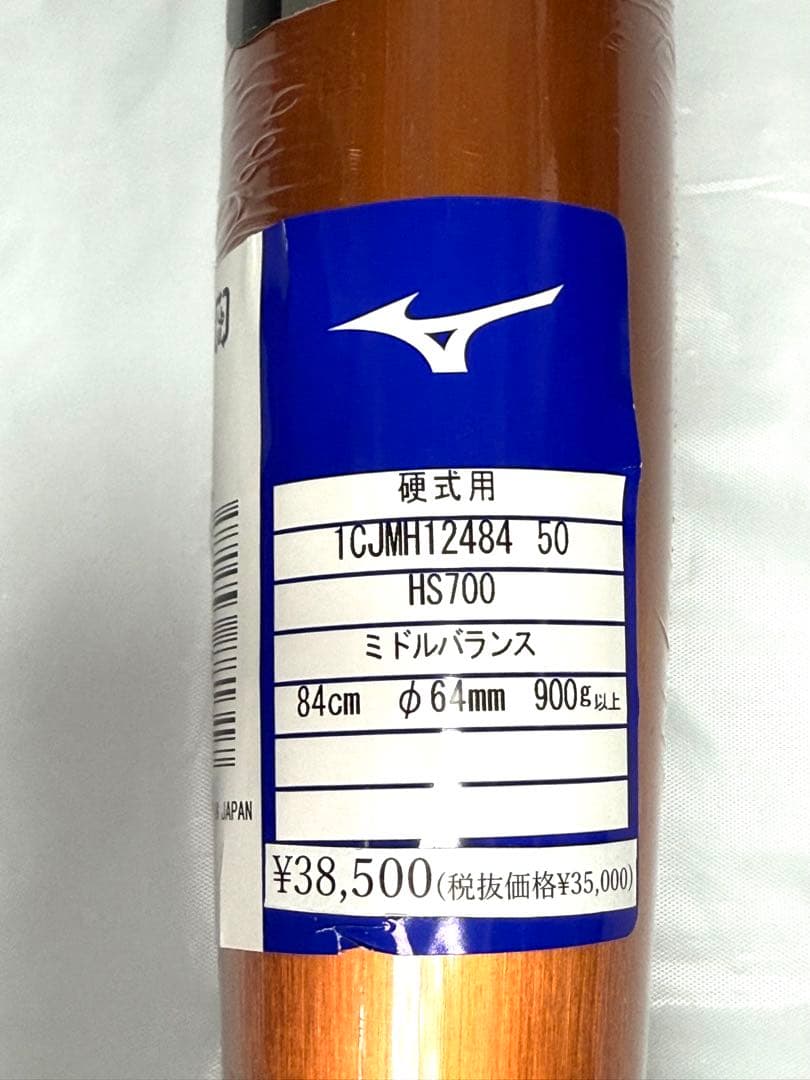 硬式用
1CJMH12484 50
HS700
ミドルバランス
84cm φ64mm 900g以上
¥38,500(税抜価格¥35,000)
JAPAN